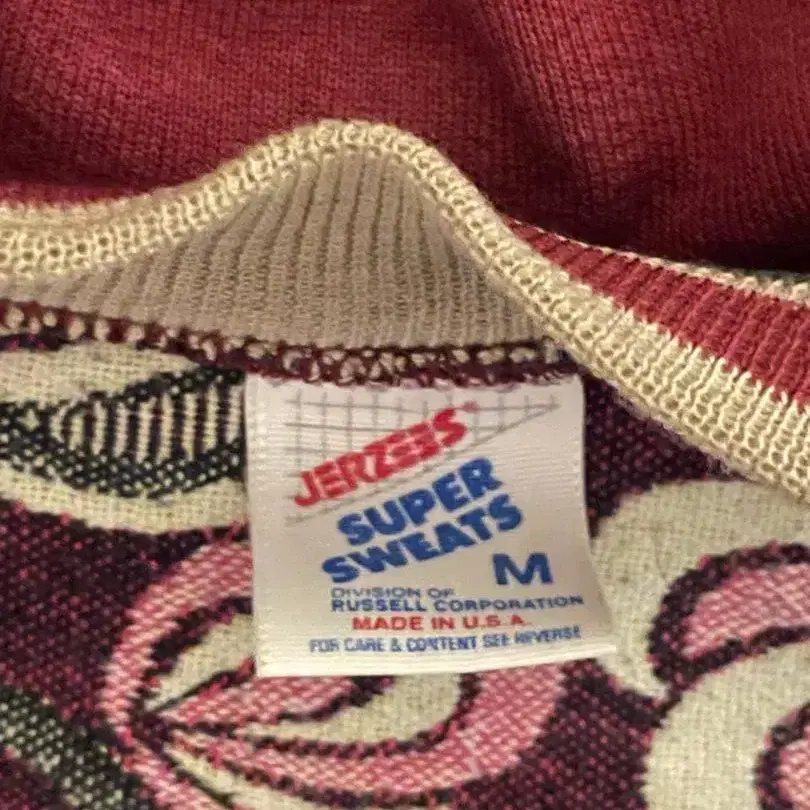 JERZEES
SUPER
SWEATS
M
DIVISION OF
RUSSELL CORPORATION
MADE IN U.S.A.
FOR CARE & CONTENT SEE REVERSE